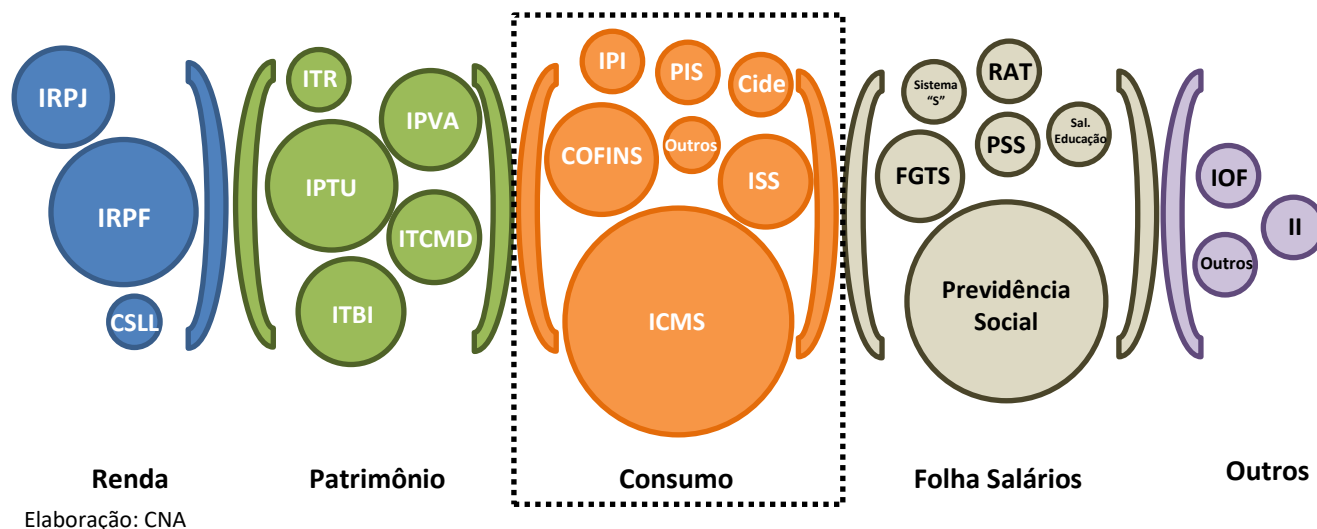 IRPJ
IRPF
CSLL
Renda
ITR
IPVA
IPTU
ITCMD
ITBI
Patrimônio
IPI
PIS
Cide
COFINS
Outros
ISS
ICMS
Consumo
Sistema
“S”
RAT
Sal.
Educação
PSS
FGTS
Previdência
Social
Folha Salários
IOF
II
Outros
Outros
Elaboração: CNA